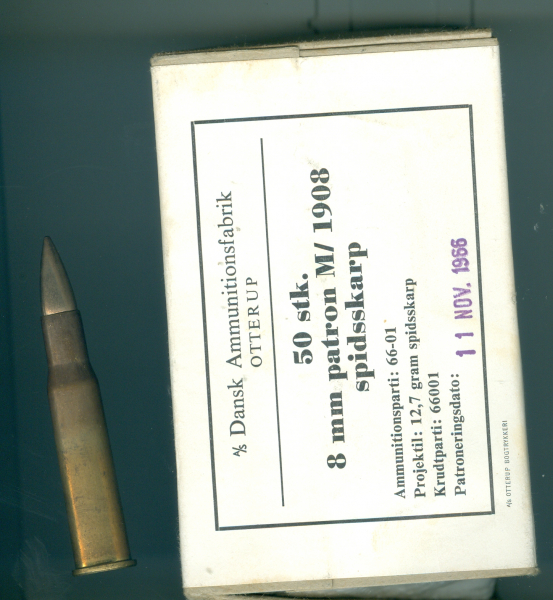 A/S Dansk Ammunitionsfabrik
OTTERUP
50 stk.
8 mm patron M/ 1908
spidsskarp
Ammunitionsparti: 66-01
Projektil: 12,7 gram spidsskarp
Krudtparti: 66001
Patroneringsdato: 11 NOV. 1966
A/S OTTERUP BOGTRYKKERI